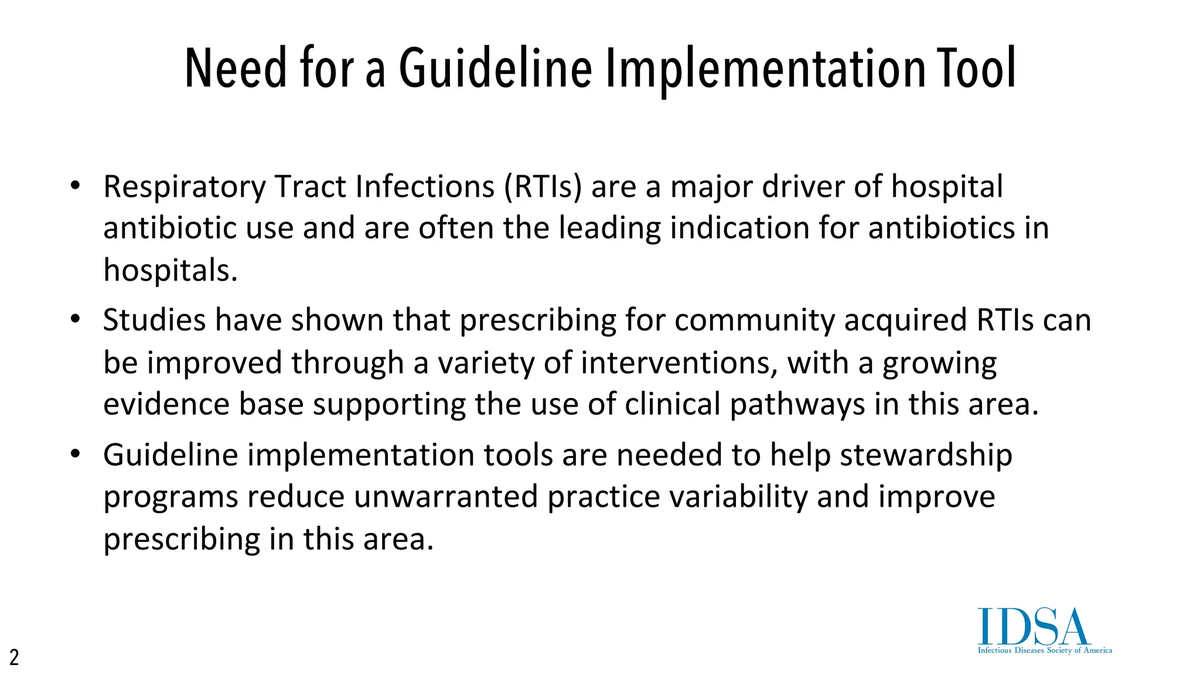 Need for a Guideline Implementation Tool
• Respiratory Tract Infections (RTIs) are a major driver of hospital
antibiotic use and are often the leading indication for antibiotics in
hospitals.
• Studies have shown that prescribing for community acquired RTIs can
be improved through a variety of interventions, with a growing
evidence base supporting the use of clinical pathways in this area.
• Guideline implementation tools are needed to help stewardship
programs reduce unwarranted practice variability and improve
prescribing in this area.
IDSA
Infectious Diseases Society of America
2